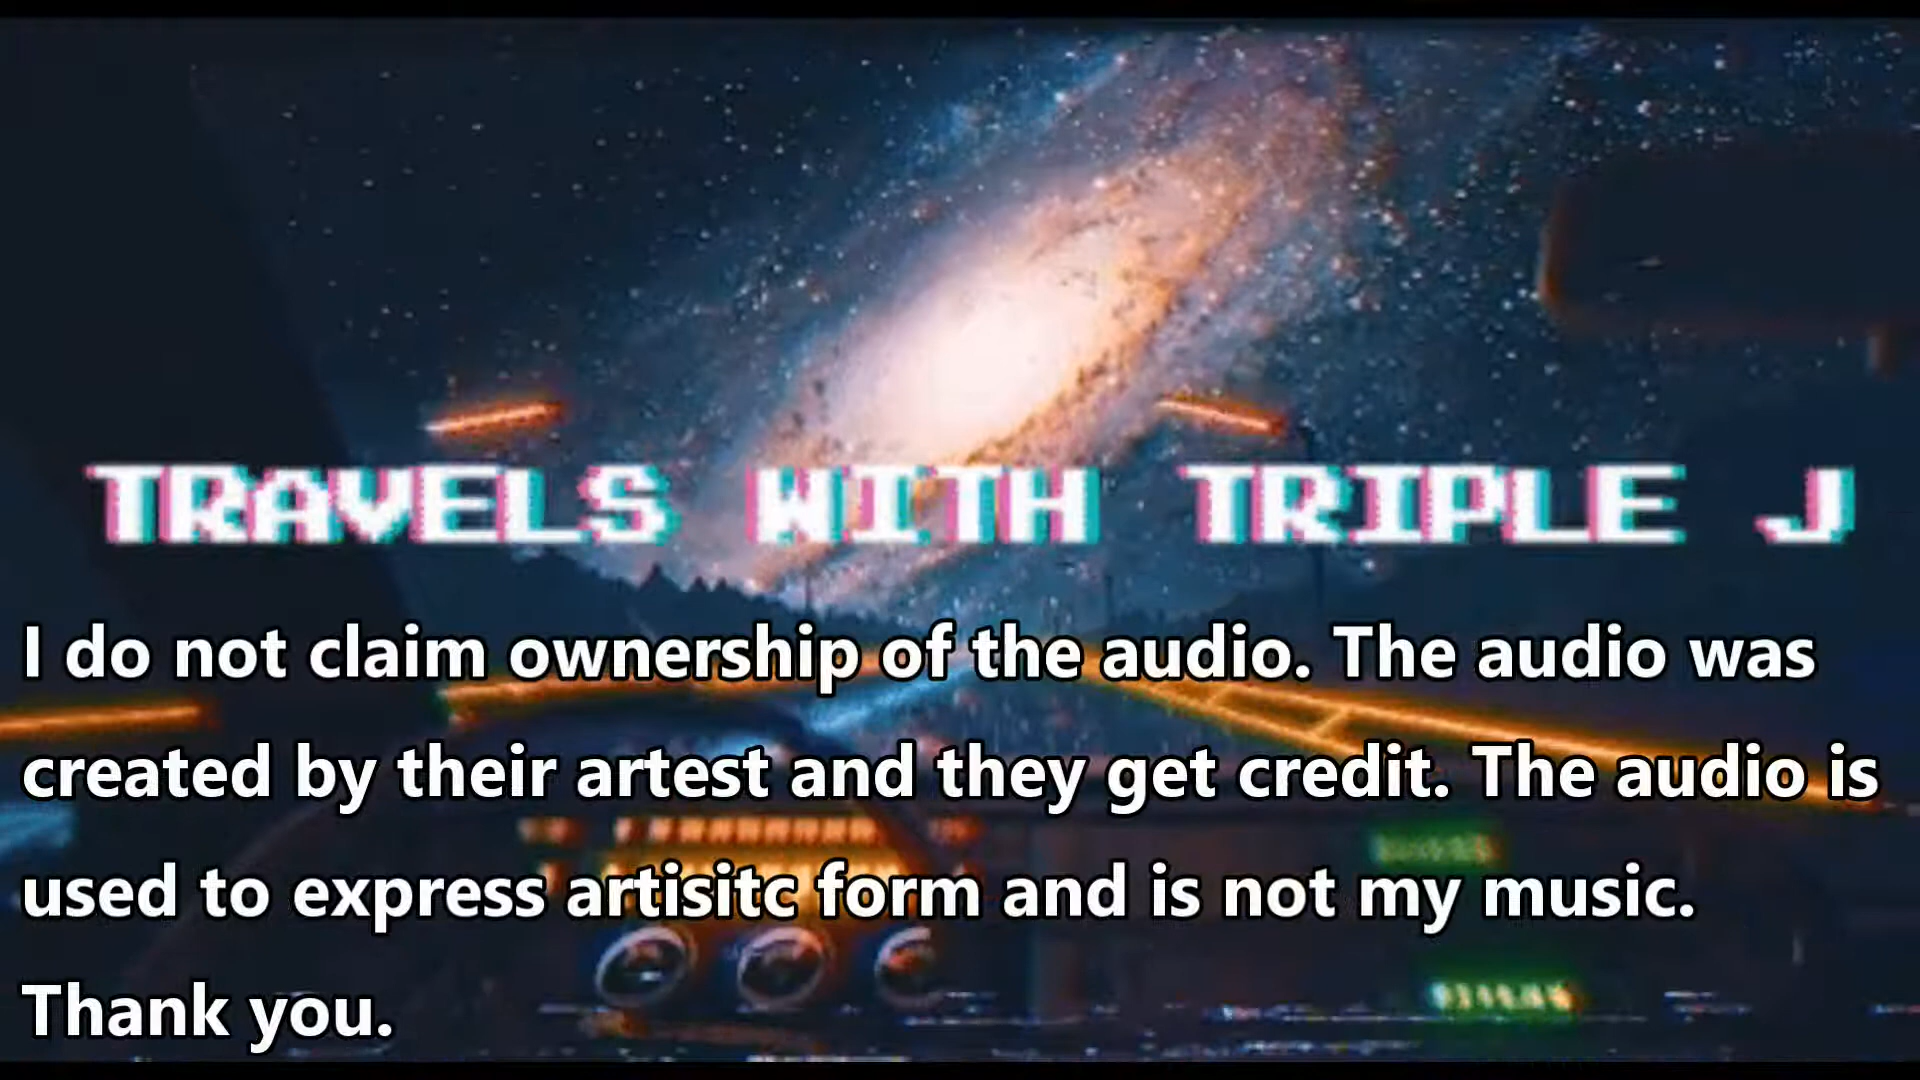 TRAVELS WITH TRIPLE J
I do not claim ownership of the audio. The audio was
created by their artest and they get credit. The audio is
used to express artisitc form and is not my music.
Thank you.